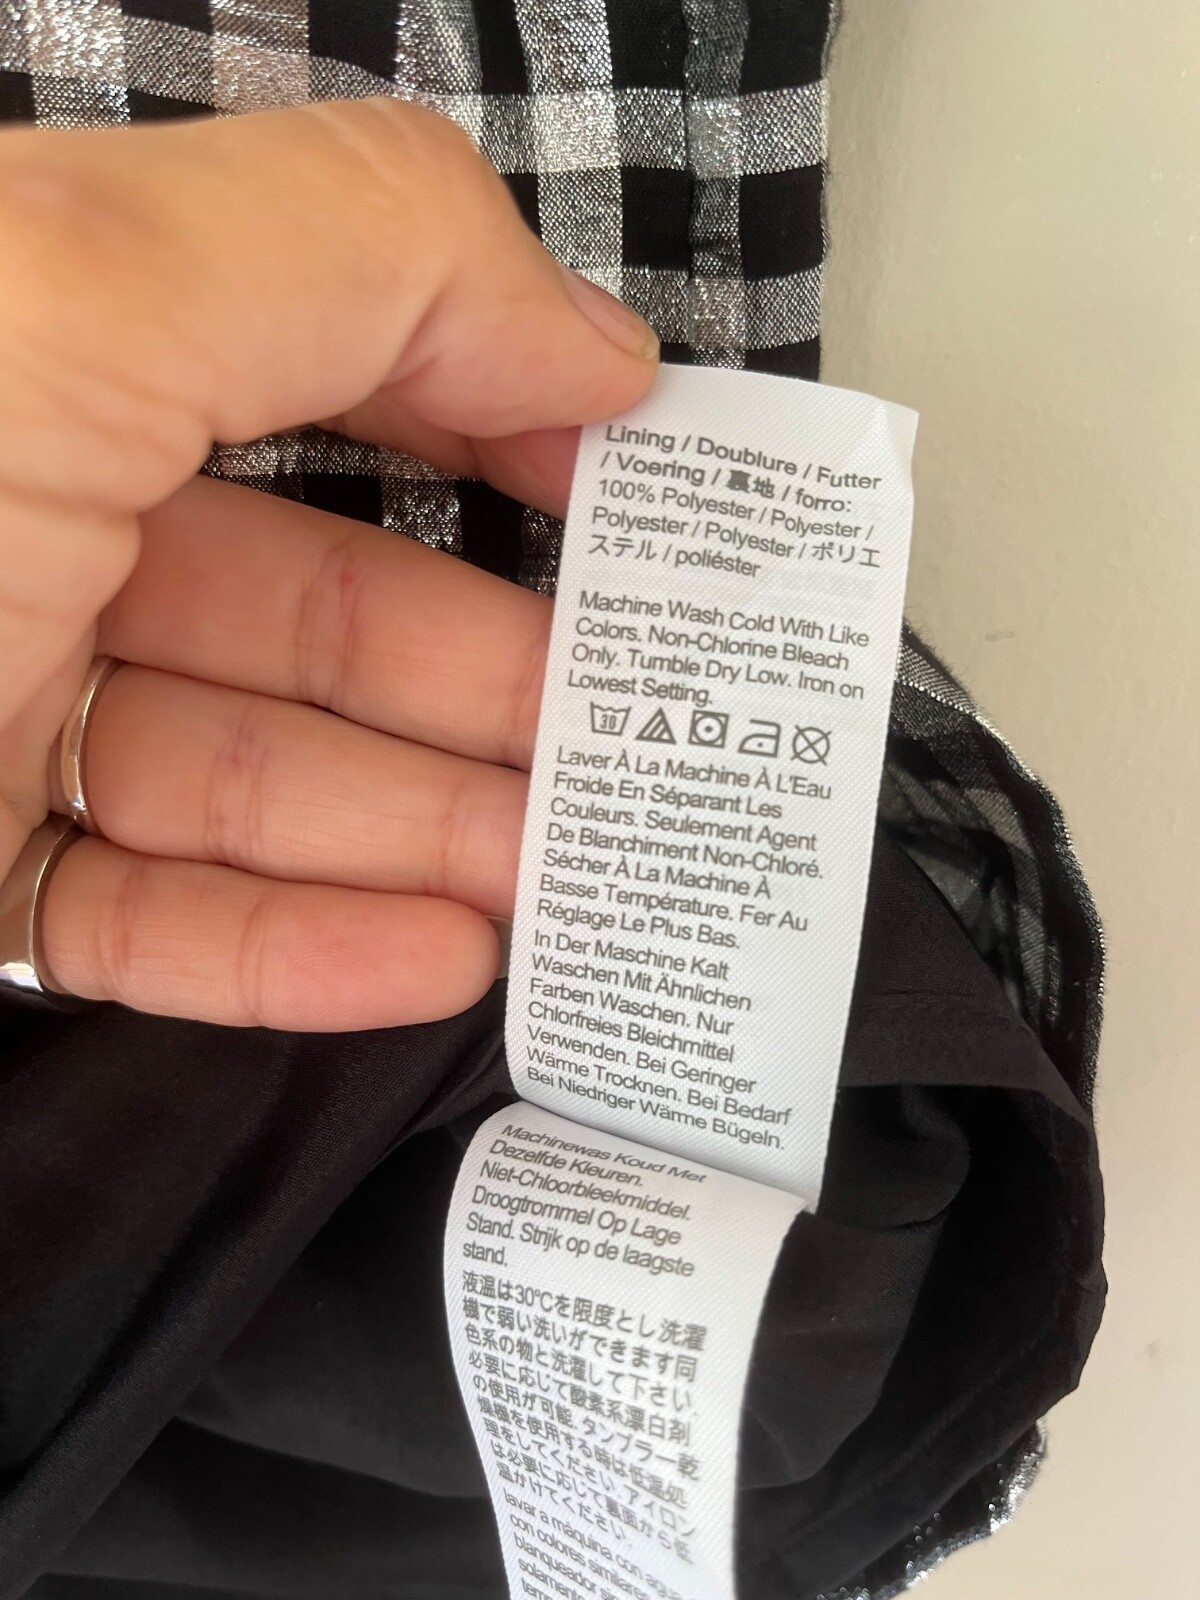 Lining / Doublure / Futter
/ Voering / 裏地 / forro:
100% Polyester / Polyester /
Polyester / Polyester / ポリエ
ステル / poliéster
Machine Wash Cold With Like
Colors. Non-Chlorine Bleach
Only. Tumble Dry Low. Iron on
Lowest Setting.
30
Laver À La Machine À L'Eau
Froide En Séparant Les
Couleurs. Seulement Agent
De Blanchiment Non-Chloré.
Sécher À La Machine À
Basse Température. Fer Au
Réglage Le Plus Bas.
In Der Maschine Kalt
Waschen Mit Ähnlichen
Farben Waschen. Nur
Chlorfreies Bleichmittel
Verwenden. Bei Geringer
Wärme Trocknen. Bei Bedarf
Bei Niedriger Wärme Bügeln.
Machinewas Koud Met
Dezelfde Kleuren.
Niet-Chloorbleekmiddel.
Droogtrommel Op Lage
Stand. Strijk op de laagste
stand.
液温は30℃を限度とし洗濯
機で弱い洗いができます同
色系の物と洗濯して下さい.
必要に応じて酸素系漂白剤
の使用が可能.タンブラー乾
燥機を使用する時は低温処
理をしてください.アイロン
は必要に応じて裏面から低
温かけてください.
lavar a máquina con agua
con colores similares
blanqueador sin
solamente